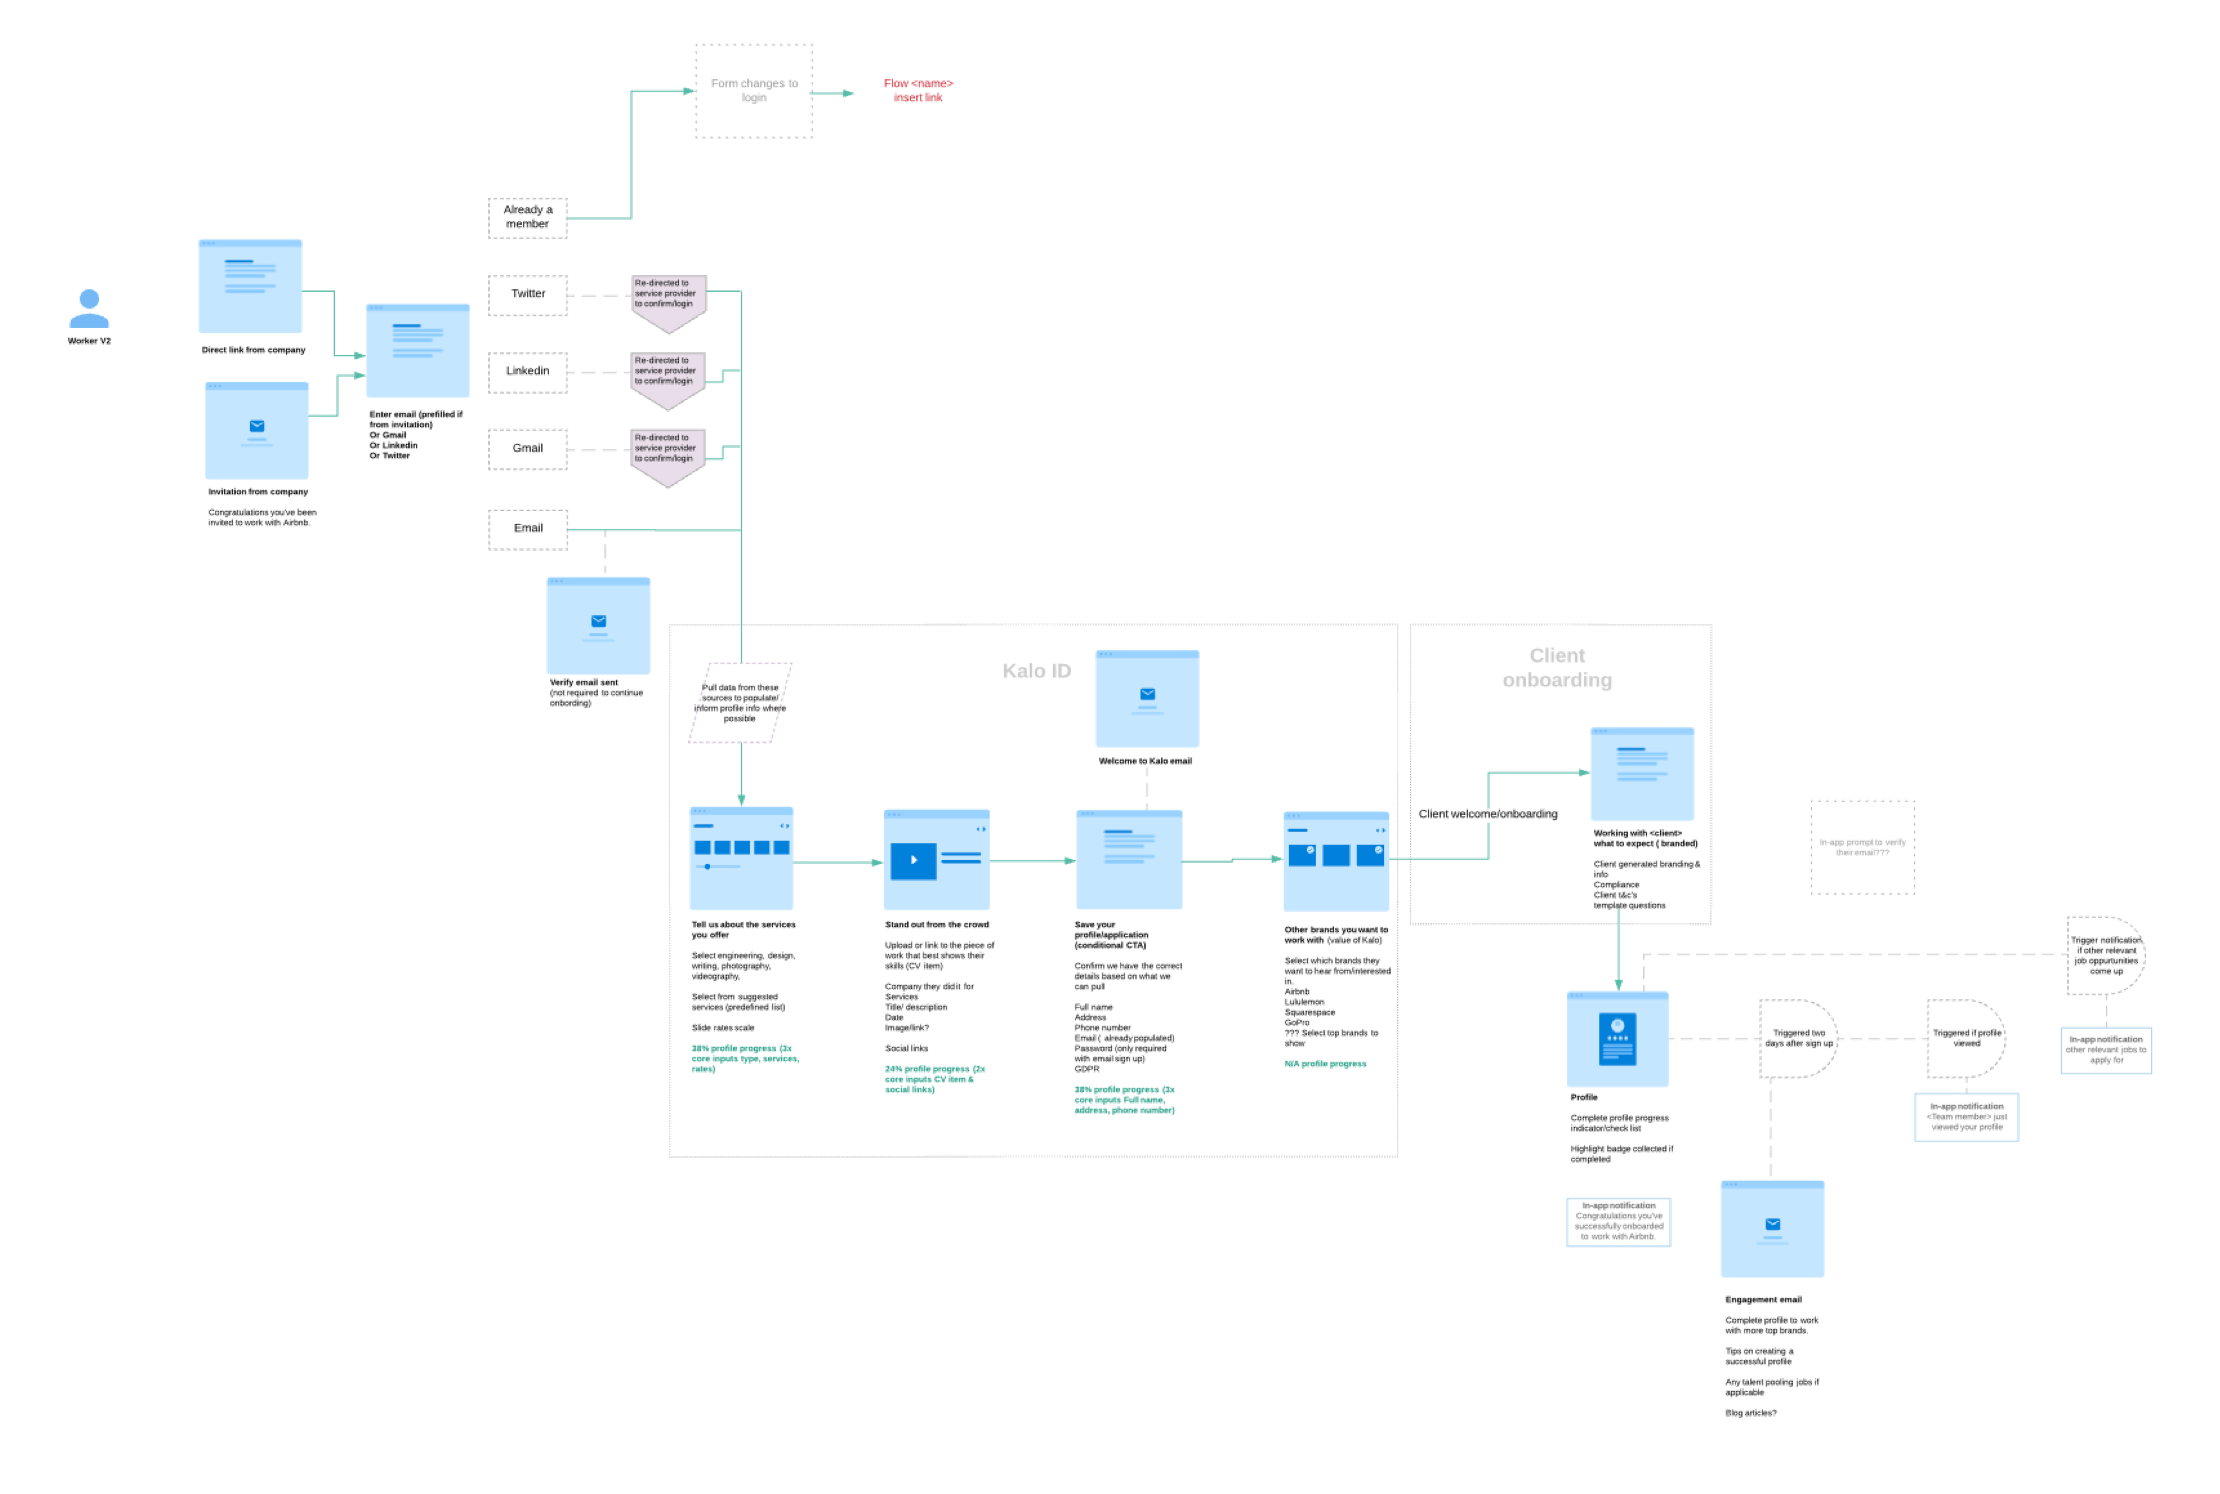 Form changes to
login
Flow <name>
insert link
Already a
member
Twitter
Re-directed to
service provider
to confirm/login
Worker V2
Direct link from company
Linkedin
Re-directed to
service provider
to confirm/login
Enter email (prefilled if
from invitation)
Or Gmail
Or Linkedin
Or Twitter
Gmail
Re-directed to
service provider
to confirm/login
Invitation from company
Congratulations you've been
invited to work with Airbnb.
Email
Verify email sent
(not required to continue
onbording)
Kalo ID
Pull data from these
sources to populate/
inform profile info where
possible
Welcome to Kalo email
Client
onboarding
Client welcome/onboarding
Working with <client>
what to expect ( branded)
Client generated branding &
info
Compliance
Client t&c's
template questions
In-app prompt to verify
their email???
Tell us about the services
you offer
Select engineering, design,
writing, photography,
videography,
Select from suggested
services (predefined list)
Slide rates scale
38% profile progress (3x
core inputs type, services,
rates)
Stand out from the crowd
Upload or link to the piece of
work that best shows their
skills (CV item)
Company they did it for
Services
Title/ description
Date
Image/link?
Social links
24% profile progress (2x
core inputs CV item &
social links)
Save your
profile/application
(conditional CTA)
Confirm we have the correct
details based on what we
can pull
Full name
Address
Phone number
Email ( already populated)
Password (only required
with email sign up)
GDPR
38% profile progress (3x
core inputs Full name,
address, phone number)
Other brands you want to
work with (value of Kalo)
Select which brands they
want to hear from/interested
in.
Airbnb
Lululemon
Squarespace
GoPro
??? Select top brands to
show
N/A profile progress
Trigger notification
if other relevant
job oppurtunities
come up
Triggered two
days after sign up
Triggered if profile
viewed
In-app notification
other relevant jobs to
apply for
In-app notification
<Team member> just
viewed your profile
Profile
Complete profile progress
indicator/check list
Highlight badge collected if
completed
In-app notification
Congratulations you've
successfully onboarded
to work with Airbnb.
Engagement email
Complete profile to work
with more top brands.
Tips on creating a
successful profile
Any talent pooling jobs if
applicable
Blog articles?